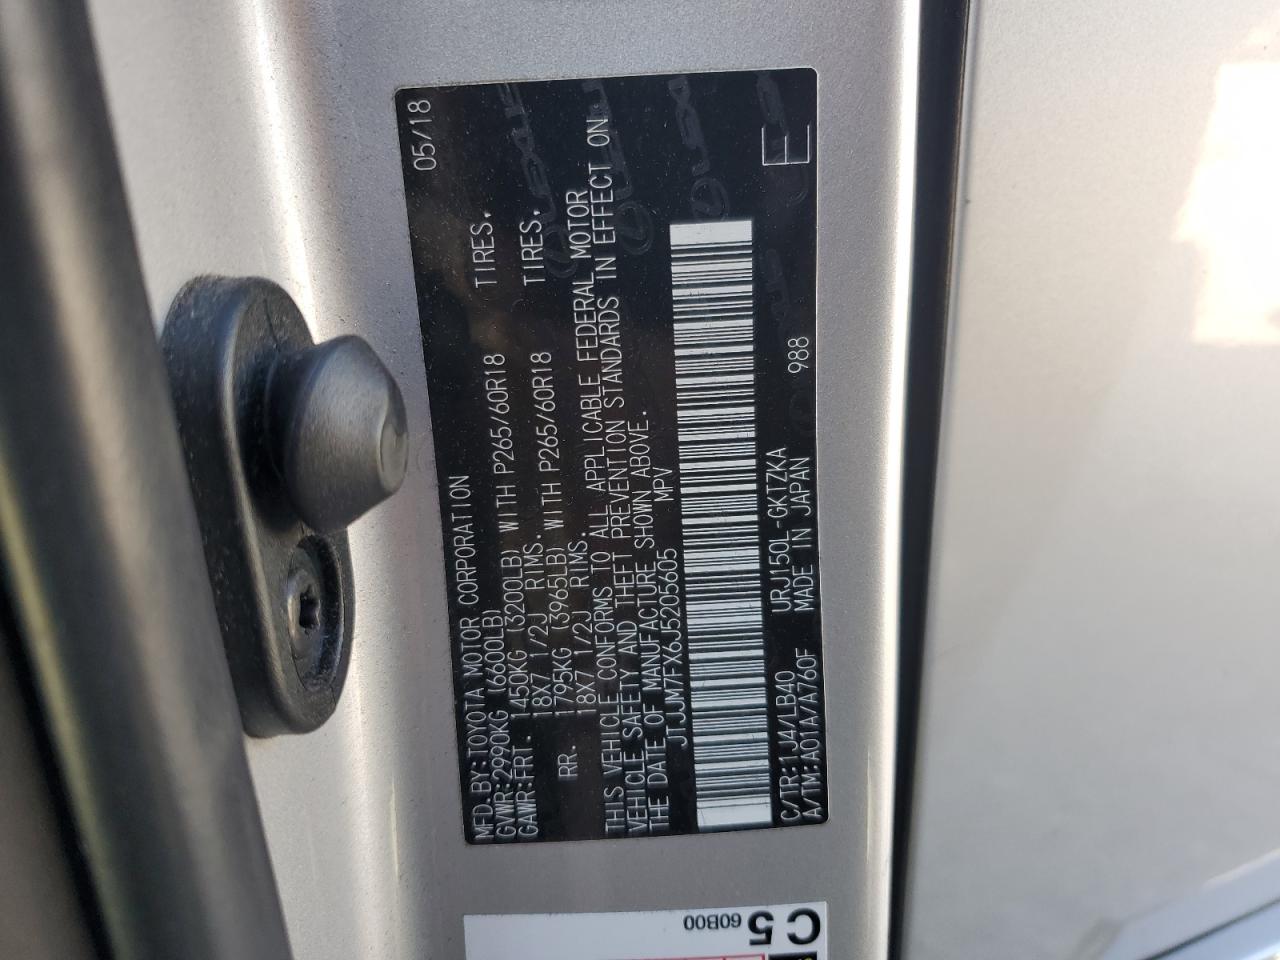 MFD.BY:TOYOTA MOTOR CORPORATION 05/18
GVWR:2990KG (6600LB)
GAWR:FRT. 1450KG (3200LB) WITH P265/60R18 TIRES.
18X7 1/2J RIMS.
RR. 1795KG (3965LB) WITH P265/60R18 TIRES.
18X7 1/2J RIMS.
THIS VEHICLE CONFORMS TO ALL APPLICABLE FEDERAL MOTOR
VEHICLE SAFETY AND THEFT PREVENTION STANDARDS IN EFFECT ON
THE DATE OF MANUFACTURE SHOWN ABOVE.
JTJJM7FX6J5205605 MPV
C/TR:1J4/LB40 URJ150L-GKTZKA
A/TM:A01A/A760F MADE IN JAPAN 988
C5
60B00